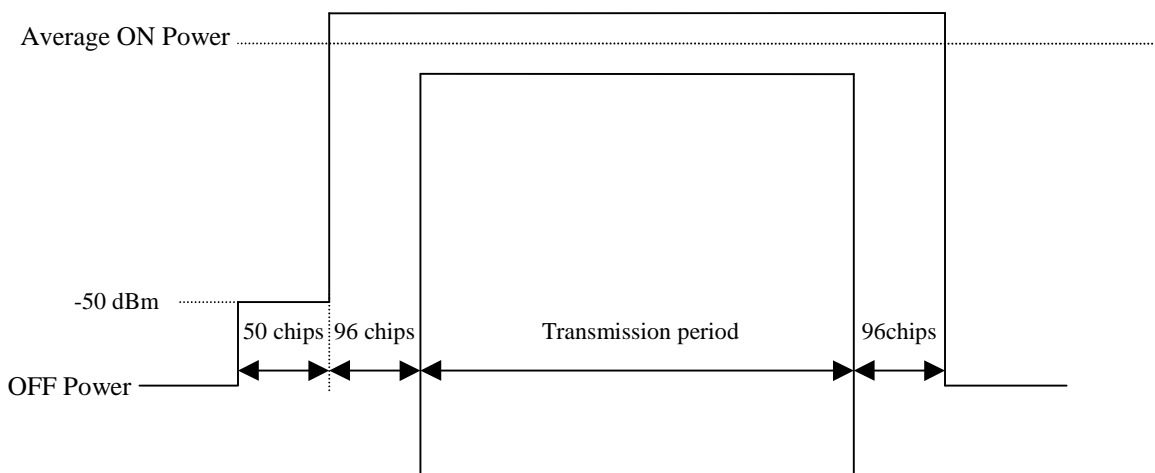 Average ON Power
-50 dBm
50 chips 96 chips Transmission period 96chips
OFF Power